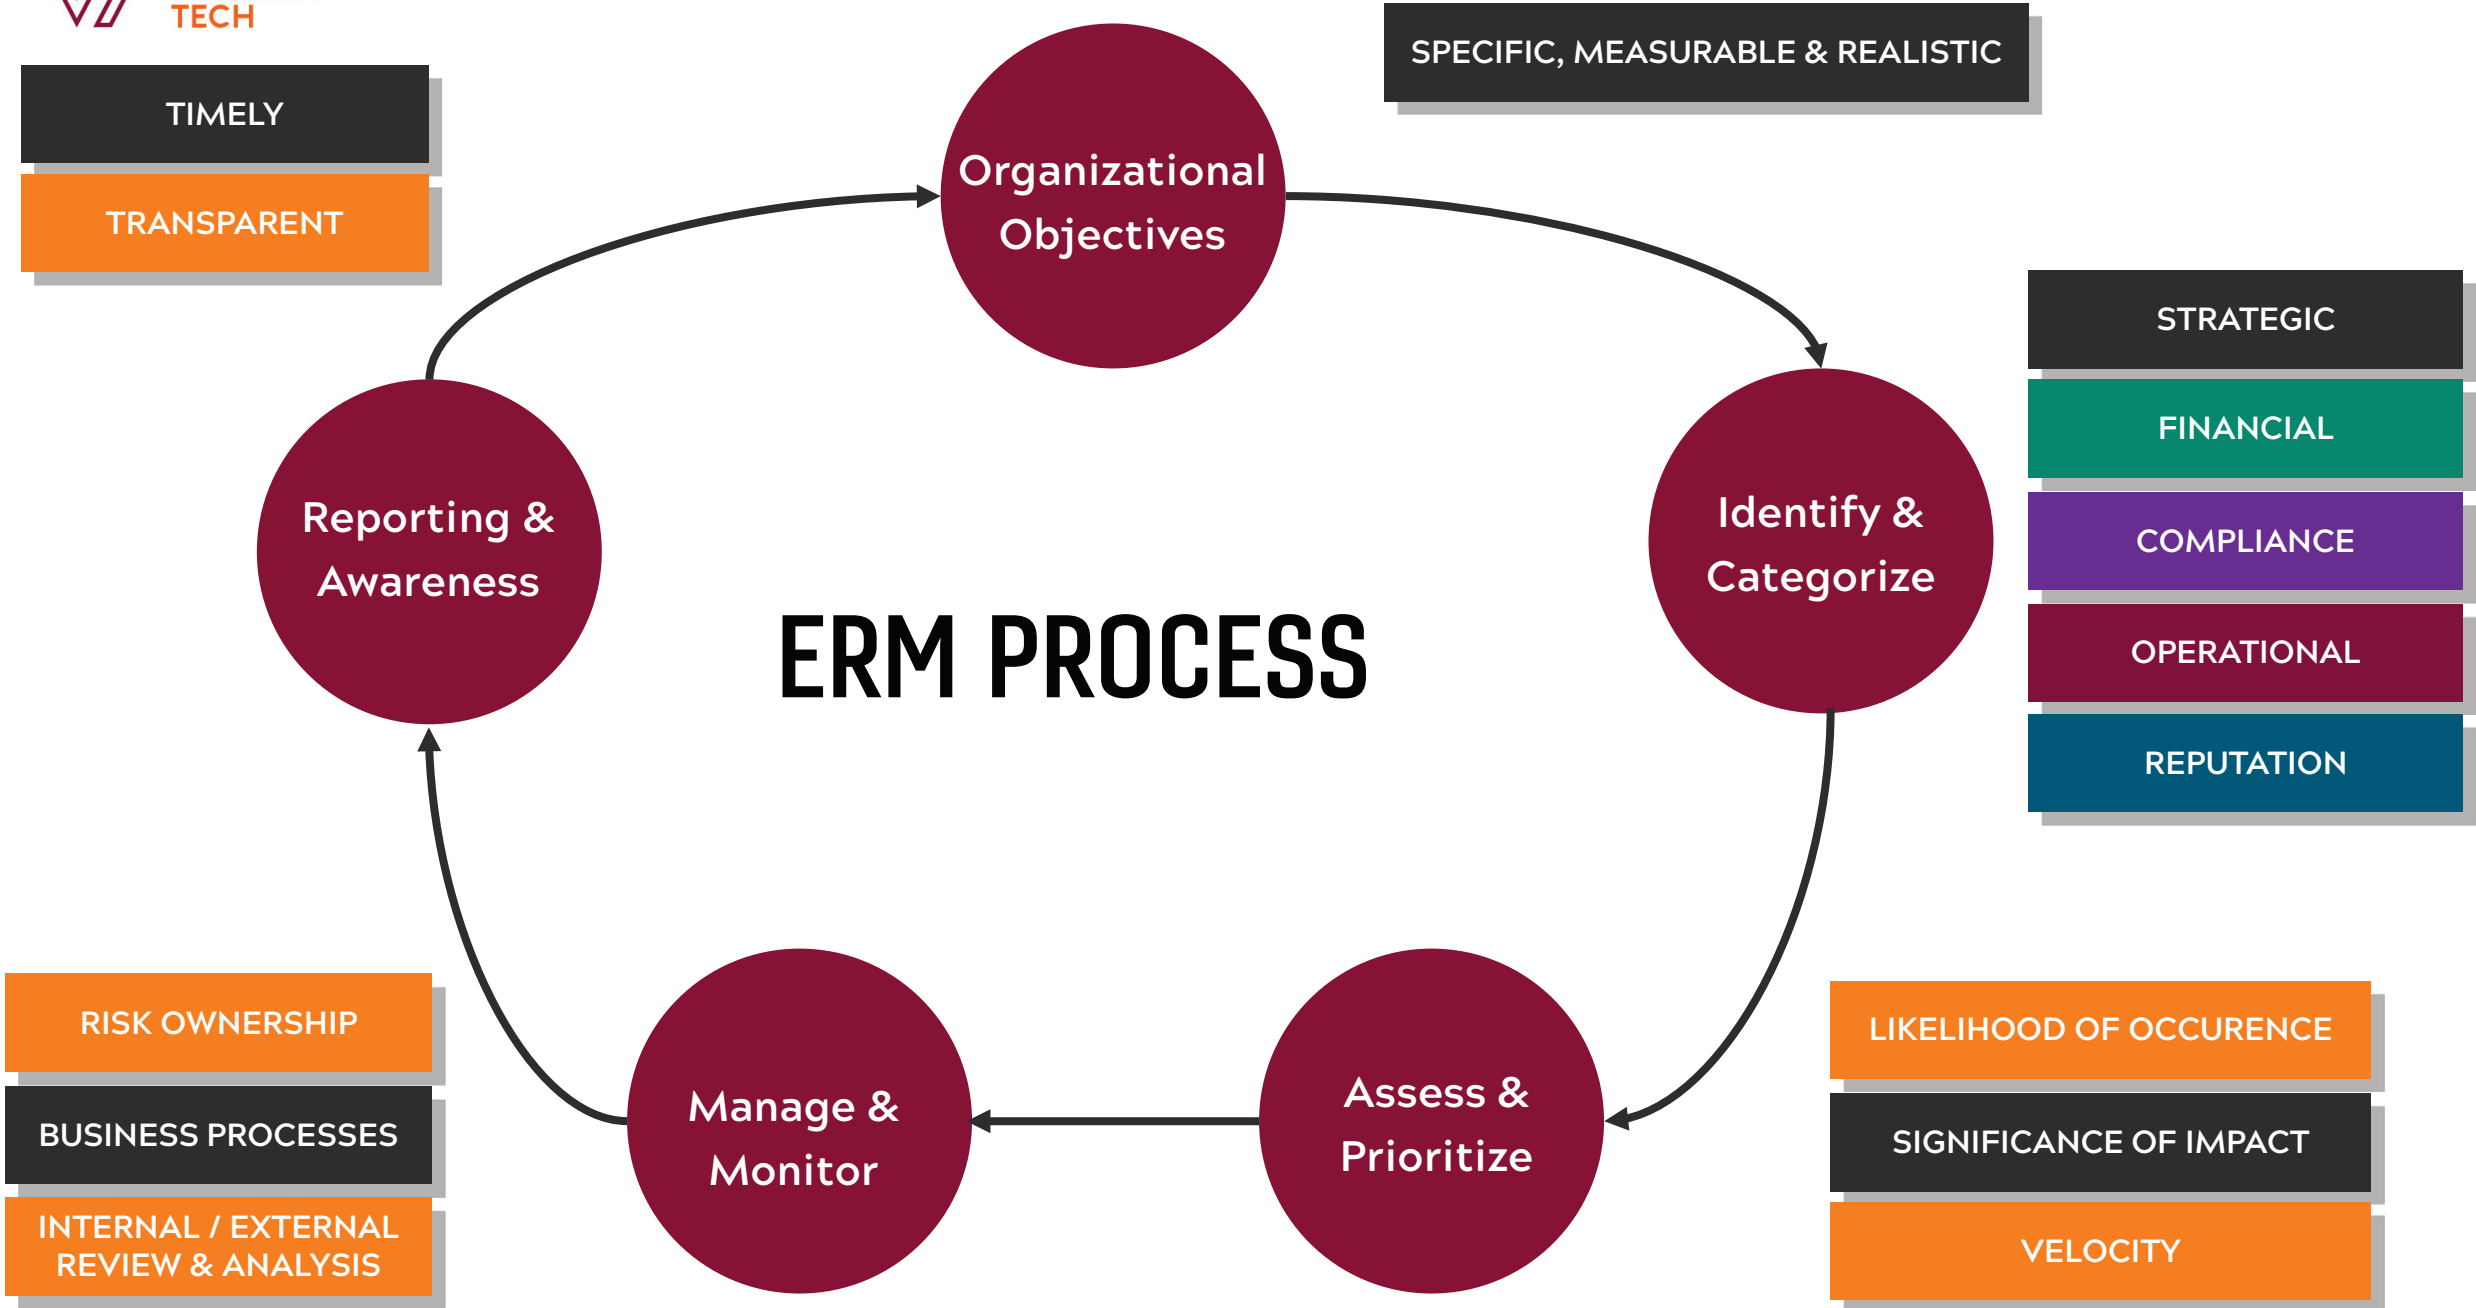 TECH
SPECIFIC, MEASURABLE & REALISTIC
TIMELY
TRANSPARENT
Organizational
Objectives
STRATEGIC
FINANCIAL
COMPLIANCE
OPERATIONAL
REPUTATION
Identify &
Categorize
Reporting &
Awareness
ERM PROCESS
RISK OWNERSHIP
BUSINESS PROCESSES
INTERNAL / EXTERNAL
REVIEW & ANALYSIS
Manage &
Monitor
Assess &
Prioritize
LIKELIHOOD OF OCCURENCE
SIGNIFICANCE OF IMPACT
VELOCITY